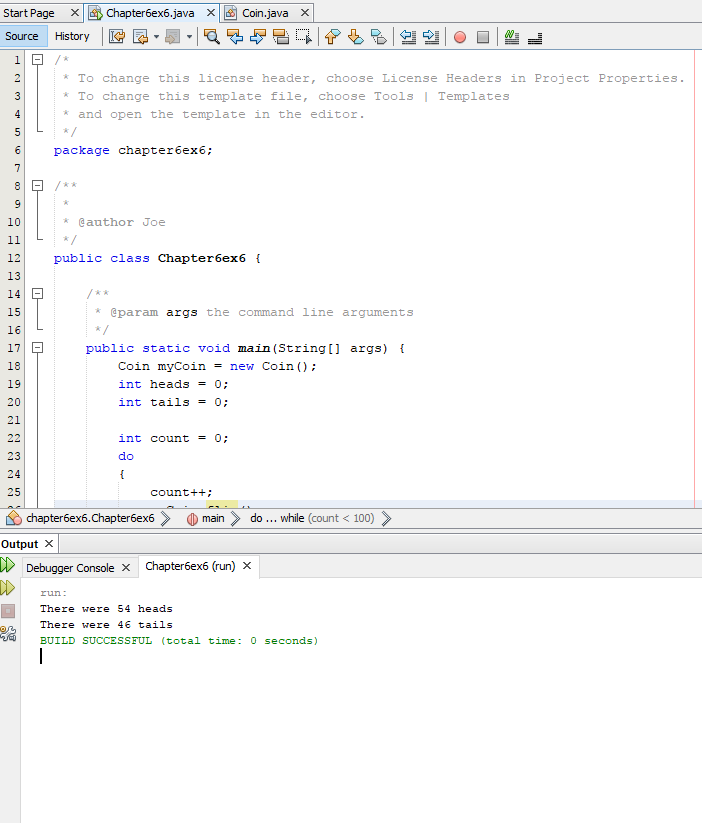 Start Page Chapter6ex6.java Coin.java
Source History
1 /*
2 * To change this license header, choose License Headers in Project Properties.
3 * To change this template file, choose Tools | Templates
4 * and open the template in the editor.
5 */
6 package chapter6ex6;
7
8 /**
9 *
10 * @author Joe
11 */
12 public class Chapter6ex6 {
13
14 /**
15 * @param args the command line arguments
16 */
17 public static void main(String[] args) {
18 Coin myCoin = new Coin();
19 int heads = 0;
20 int tails = 0;
21
22 int count = 0;
23 do
24 {
25 count++;
chapter6ex6.Chapter6ex6 main do ... while (count < 100)
Output
Debugger Console Chapter6ex6 (run)
run:
There were 54 heads
There were 46 tails
BUILD SUCCESSFUL (total time: 0 seconds)